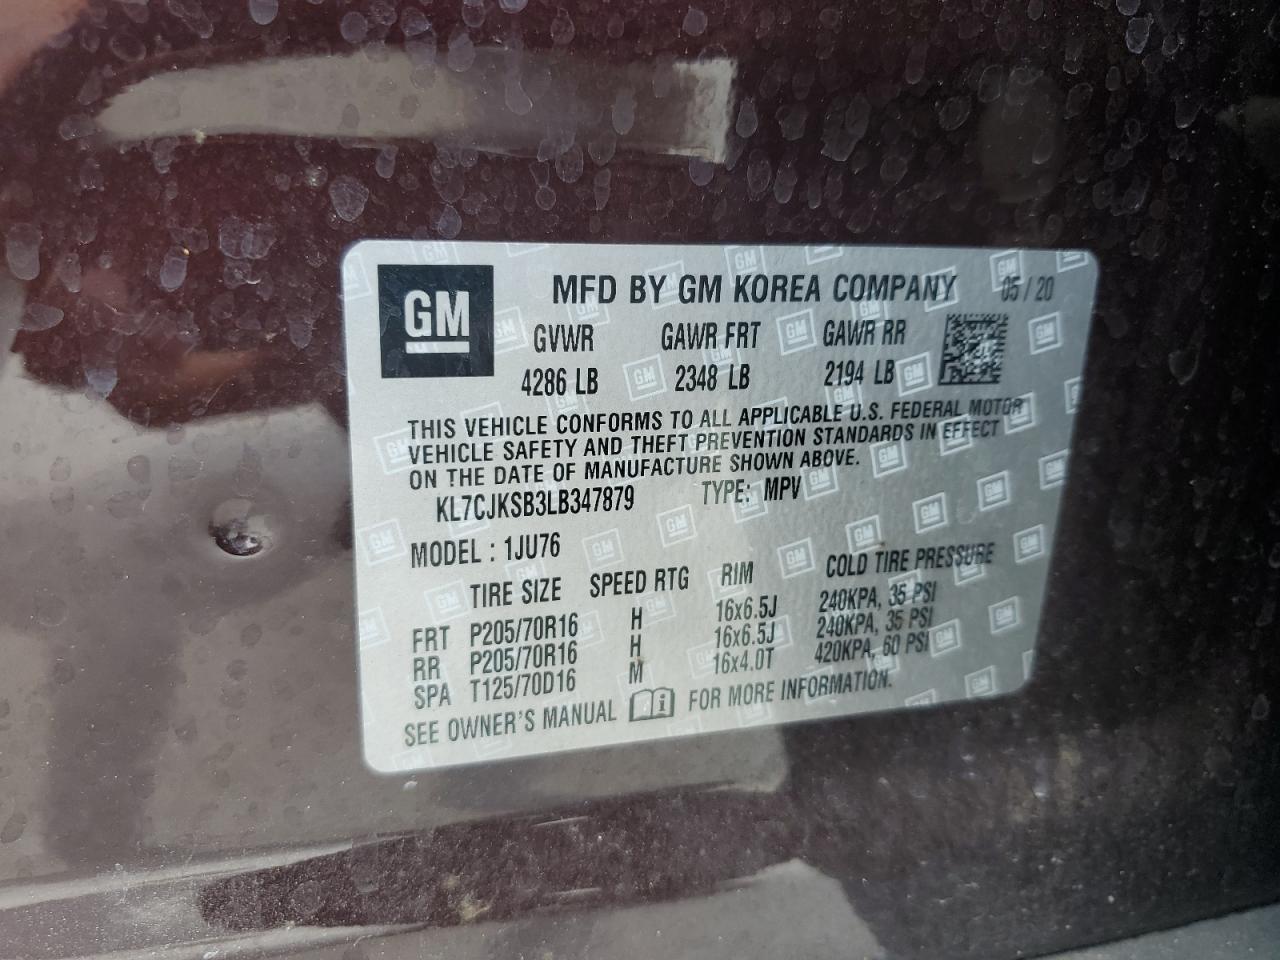 GM
MFD BY GM KOREA COMPANY 05 / 20
GVWR GAWR FRT GAWR RR
4286 LB 2348 LB 2194 LB
THIS VEHICLE CONFORMS TO ALL APPLICABLE U.S. FEDERAL MOTOR
VEHICLE SAFETY AND THEFT PREVENTION STANDARDS IN EFFECT
ON THE DATE OF MANUFACTURE SHOWN ABOVE.
KL7CJKSB3LB347879 TYPE: MPV
MODEL : 1JU76
TIRE SIZE SPEED RTG RIM COLD TIRE PRESSURE
FRT P205/70R16 H 16x6.5J 240KPA, 35 PSI
RR P205/70R16 H 16x6.5J 240KPA, 35 PSI
SPA T125/70D16 M 16x4.0T 420KPA, 60 PSI
SEE OWNER'S MANUAL FOR MORE INFORMATION.